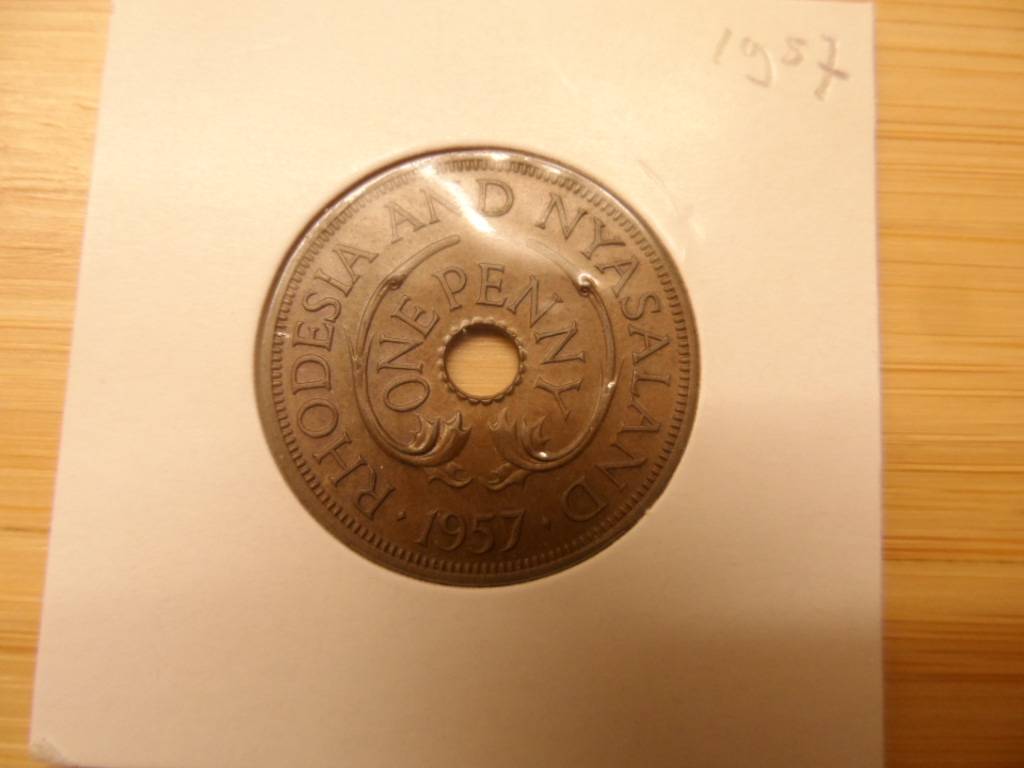 1957
RHODESIA AND NYASALAND
ONE PENNY
· 1957 ·